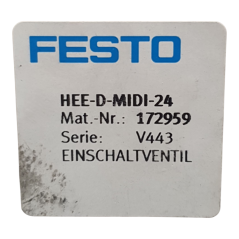 FESTO
HEE-D-MIDI-24
Mat.-Nr.: 172959
Serie: V443
EINSCHALTVENTIL